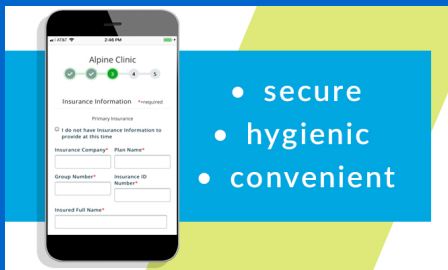 AT&T 2:46 PM
Alpine Clinic
3 4 5
Insurance Information *=required
Primary Insurance
I do not have Insurance Information to
provide at this time
Insurance Company* Plan Name*
Group Number* Insurance ID
Number*
Insured Full Name*
• secure
• hygienic
• convenient